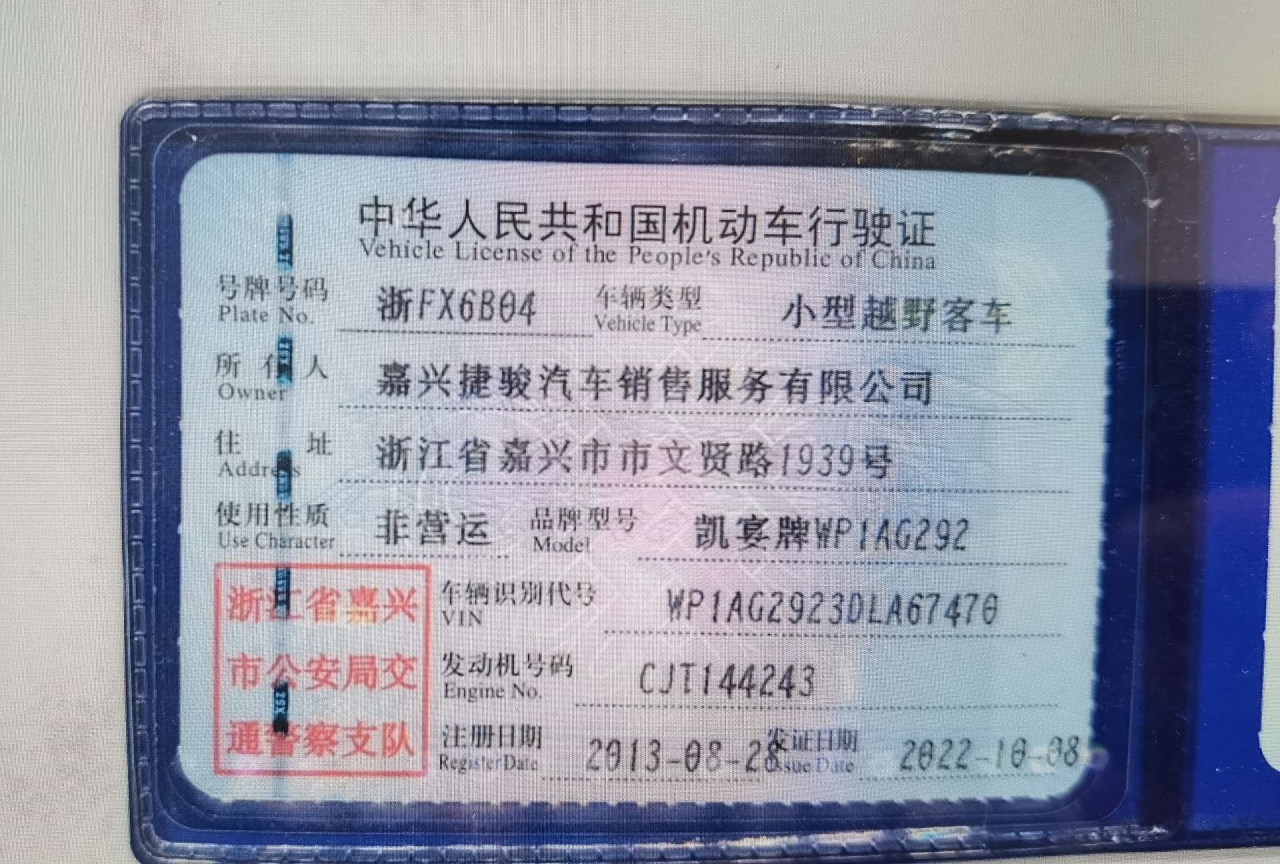 中华人民共和国机动车行驶证
Vehicle License of the People's Republic of China
号牌号码 浙FX6B04 车辆类型 小型越野客车
Plate No. Vehicle Type
所有人 嘉兴捷骏汽车销售服务有限公司
Owner
住址 浙江省嘉兴市市文贤路1939号
Address
使用性质 非营运 品牌型号 凯宴牌WP1AG292
Use Character Model
浙江省嘉兴
市公安局交
通警察支队
车辆识别代号 WP1AG2923DLA67470
VIN
发动机号码 CJT144243
Engine No.
注册日期 2013-08-28 发证日期 2022-10-08
Register Date Issue Date